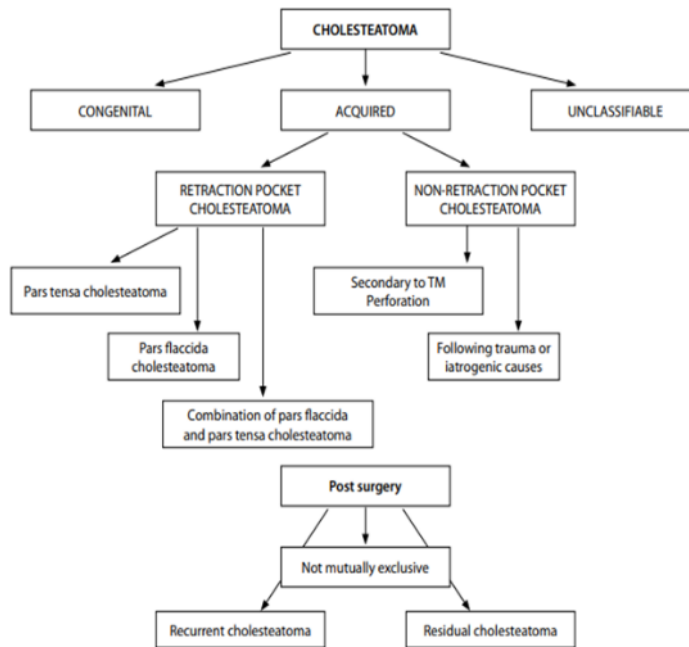 CHOLESTEATOMA
CONGENITAL
ACQUIRED
UNCLASSIFIABLE
RETRACTION POCKET
CHOLESTEATOMA
NON-RETRACTION POCKET
CHOLESTEATOMA
Pars tensa cholesteatoma
Secondary to TM
Perforation
Pars flaccida
cholesteatoma
Following trauma or
iatrogenic causes
Combination of pars flaccida
and pars tensa cholesteatoma
Post surgery
Not mutually exclusive
Recurrent cholesteatoma
Residual cholesteatoma